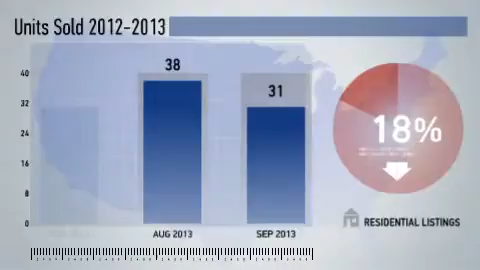 Units Sold 2012-2013
40
32
24
16
8
0
38
31
AUG 2013
SEP 2013
18%
RESIDENTIAL LISTINGS